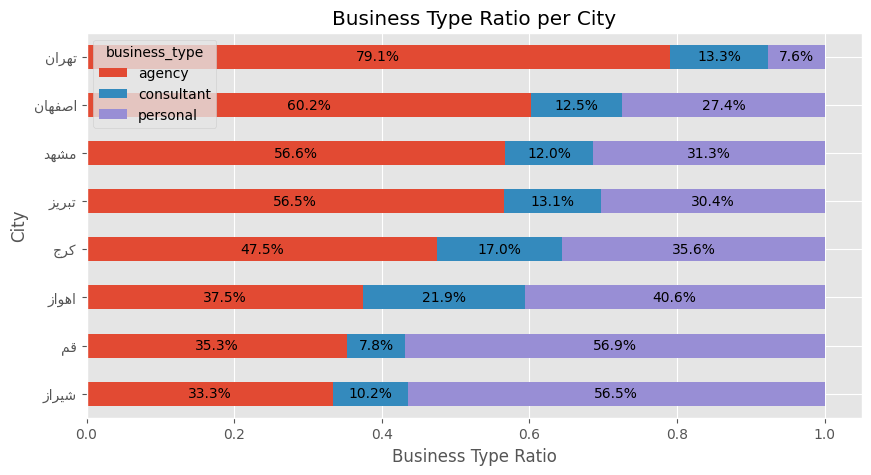 Business Type Ratio per City
business_type
agency
consultant
personal
تهران 79.1% 13.3% 7.6%
اصفهان 60.2% 12.5% 27.4%
مشهد 56.6% 12.0% 31.3%
تبریز 56.5% 13.1% 30.4%
کرج 47.5% 17.0% 35.6%
اهواز 37.5% 21.9% 40.6%
قم 35.3% 7.8% 56.9%
شیراز 33.3% 10.2% 56.5%
City
0.0 0.2 0.4 0.6 0.8 1.0
Business Type Ratio